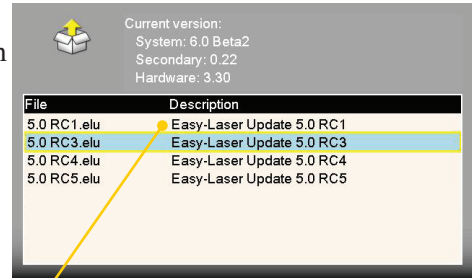 Current version:
System: 6.0 Beta2
Secondary: 0.22
Hardware: 3.30
File Description
5.0 RC1.elu Easy-Laser Update 5.0 RC1
5.0 RC3.elu Easy-Laser Update 5.0 RC3
5.0 RC4.elu Easy-Laser Update 5.0 RC4
5.0 RC5.elu Easy-Laser Update 5.0 RC5